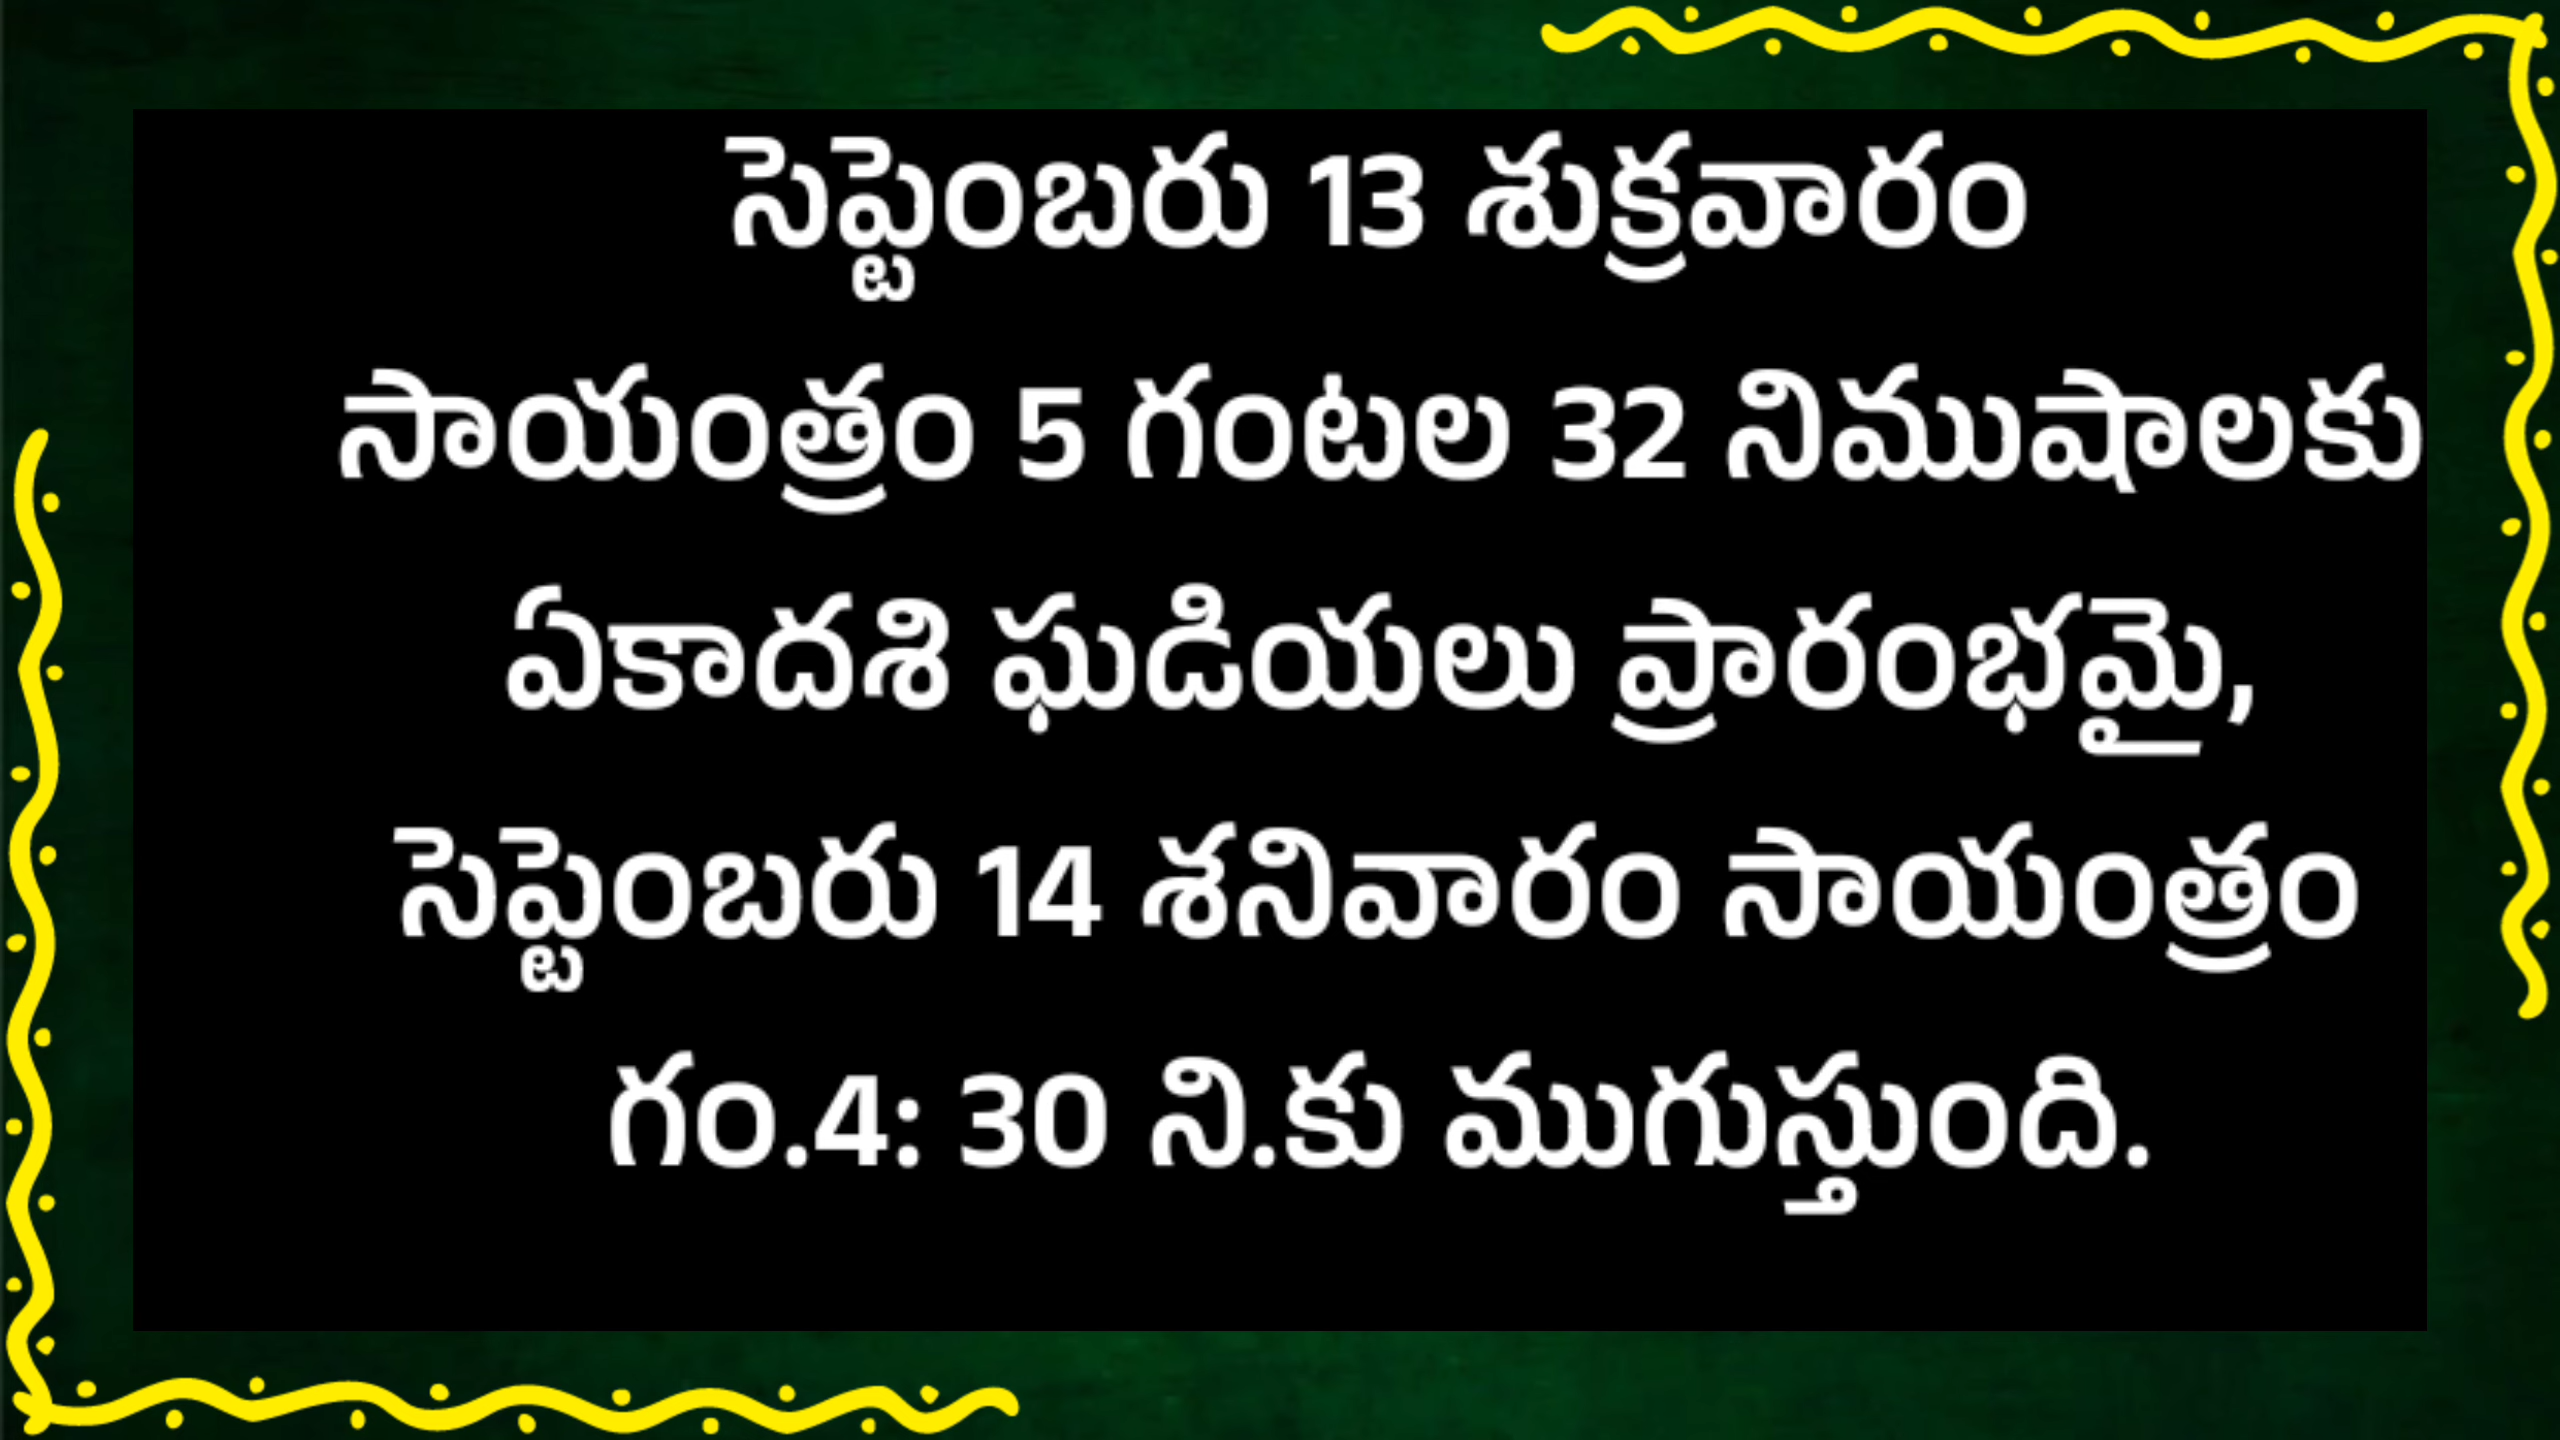 సెప్టెంబరు 13 శుక్రవారం
సాయంత్రం 5 గంటల 32 నిముషాలకు
ఏకాదశి ఘడియలు ప్రారంభమై,
సెప్టెంబరు 14 శనివారం సాయంత్రం
గం.4: 30 ని.కు ముగుస్తుంది.